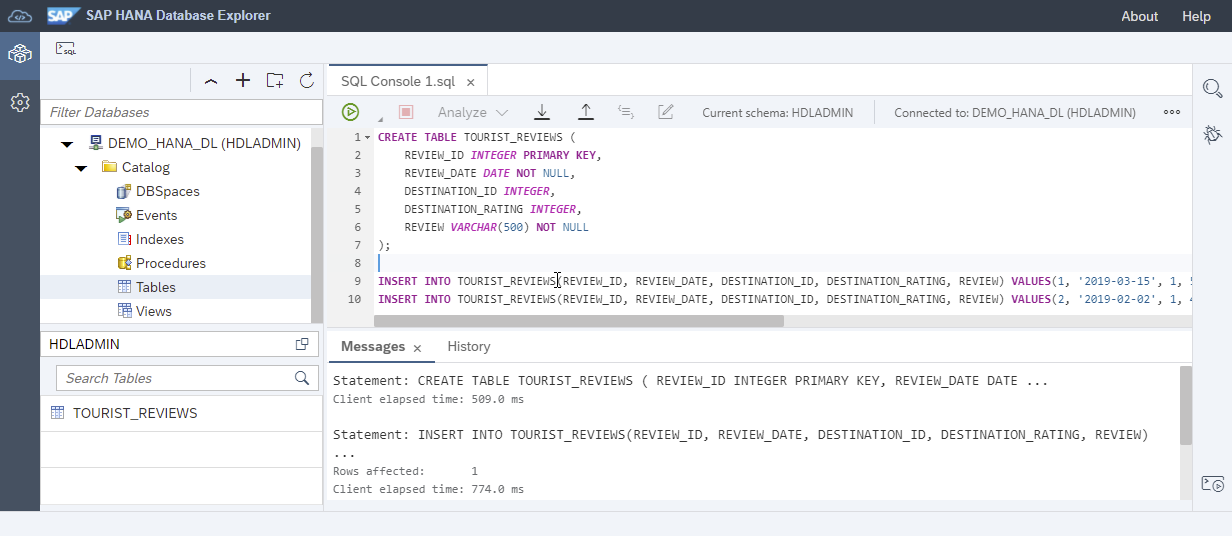 SAP SAP HANA Database Explorer About Help
SQL
SQL Console 1.sql ×
Filter Databases
Analyze Current schema: HDLADMIN Connected to: DEMO_HANA_DL (HDLADMIN)
DEMO_HANA_DL (HDLADMIN)
Catalog
DBSpaces
Events
Indexes
Procedures
Tables
Views
1 CREATE TABLE TOURIST_REVIEWS (
2 REVIEW_ID INTEGER PRIMARY KEY,
3 REVIEW_DATE DATE NOT NULL,
4 DESTINATION_ID INTEGER,
5 DESTINATION_RATING INTEGER,
6 REVIEW VARCHAR(500) NOT NULL
7 );
8
9 INSERT INTO TOURIST_REVIEWS(REVIEW_ID, REVIEW_DATE, DESTINATION_ID, DESTINATION_RATING, REVIEW) VALUES(1, '2019-03-15', 1,
10 INSERT INTO TOURIST_REVIEWS(REVIEW_ID, REVIEW_DATE, DESTINATION_ID, DESTINATION_RATING, REVIEW) VALUES(2, '2019-02-02', 1,
HDLADMIN
Search Tables
TOURIST_REVIEWS
Messages × History
Statement: CREATE TABLE TOURIST_REVIEWS ( REVIEW_ID INTEGER PRIMARY KEY, REVIEW_DATE DATE ...
Client elapsed time: 509.0 ms
Statement: INSERT INTO TOURIST_REVIEWS(REVIEW_ID, REVIEW_DATE, DESTINATION_ID, DESTINATION_RATING, REVIEW)
...
Rows affected: 1
Client elapsed time: 774.0 ms